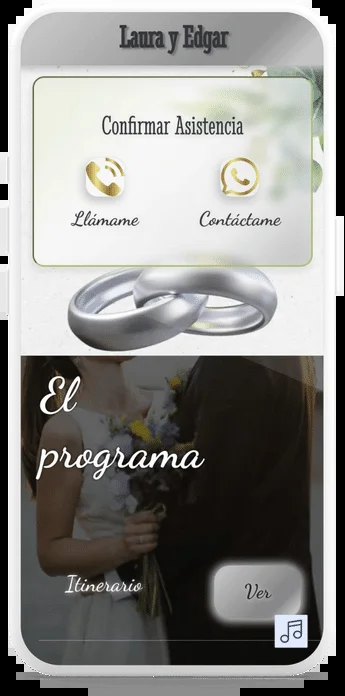 Laura y Edgar
Confirmar Asistencia
Llámame
Contáctame
El
programa
Itinerario
Ver